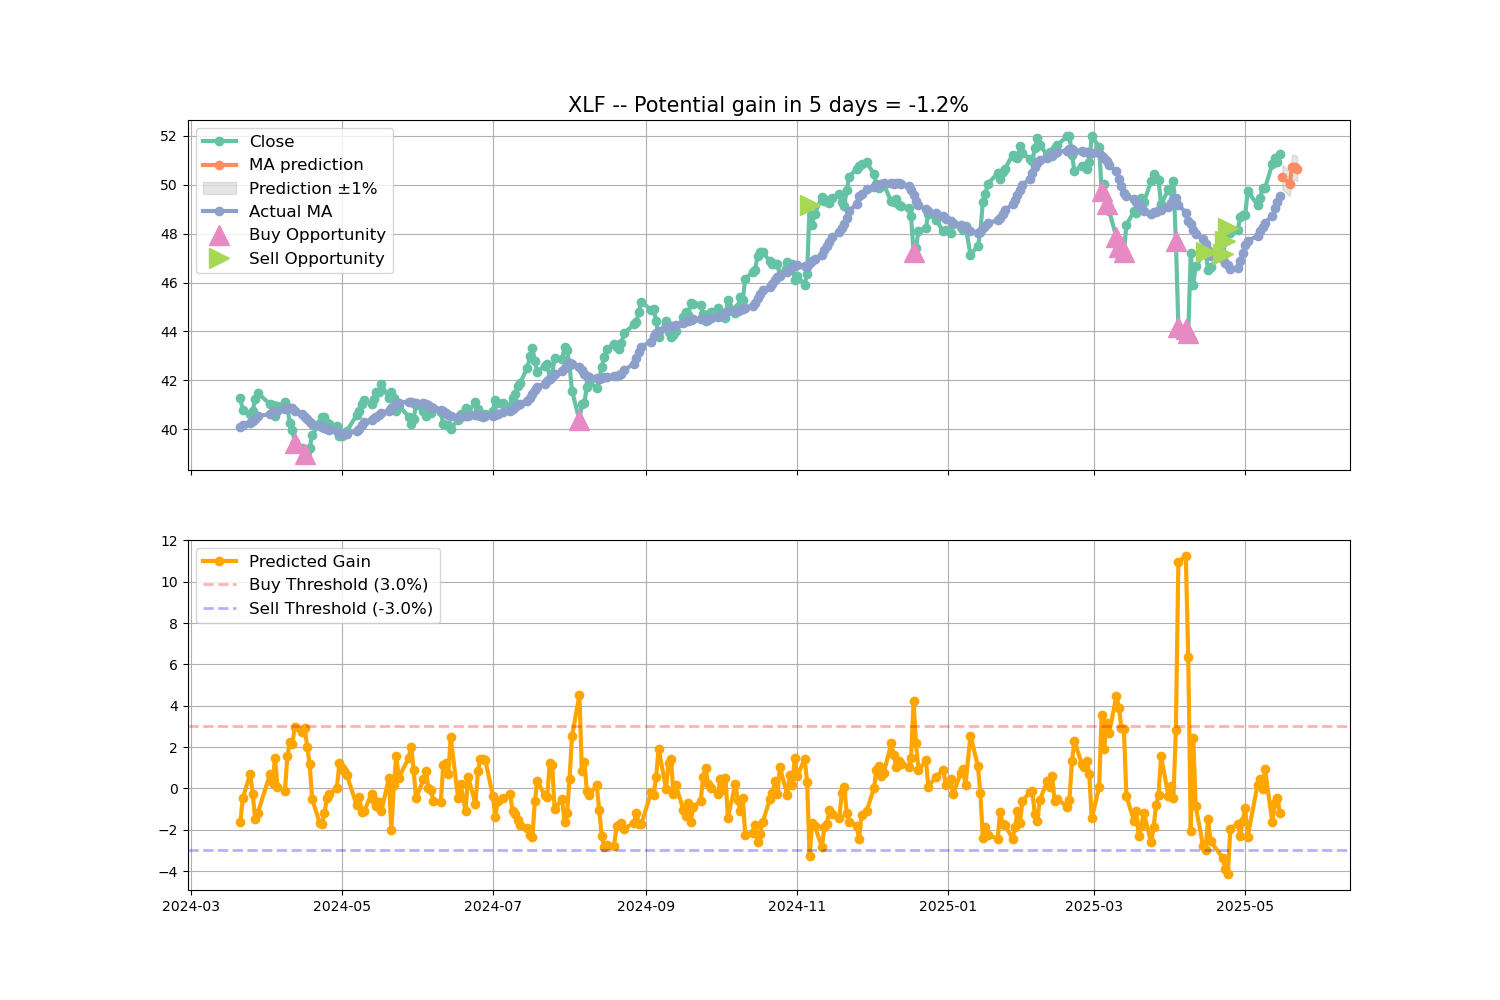 XLF -- Potential gain in 5 days = -1.2%
52
50
48
46
44
42
40
Close
MA prediction
Prediction ±1%
Actual MA
Buy Opportunity
Sell Opportunity
12
10
8
6
4
2
0
−2
−4
Predicted Gain
Buy Threshold (3.0%)
Sell Threshold (-3.0%)
2024-03
2024-05
2024-07
2024-09
2024-11
2025-01
2025-03
2025-05